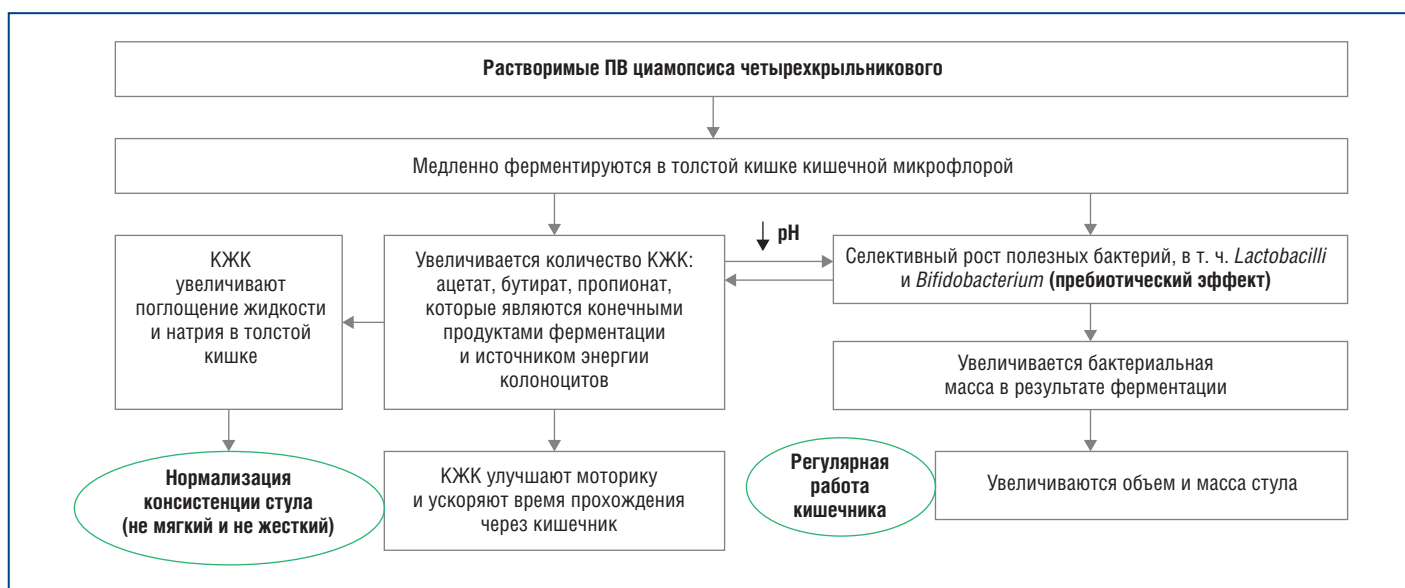 Растворимые ПВ циамопсиса четырехкрыльникового
Медленно ферментируются в толстой кишке кишечной микрофлорой
КЖК
увеличивают
поглощение жидкости
и натрия в толстой
кишке
Увеличивается количество КЖК:
ацетат, бутират, пропионат,
которые являются конечными
продуктами ферментации
и источником энергии
колоноцитов
↓ pH
Селективный рост полезных бактерий, в т. ч. Lactobacilli
и Bifidobacterium (пребиотический эффект)
Увеличивается бактериальная
масса в результате ферментации
Нормализация
консистенции стула
(не мягкий и не жесткий)
КЖК улучшают моторику
и ускоряют время прохождения
через кишечник
Регулярная
работа
кишечника
Увеличиваются объем и масса стула